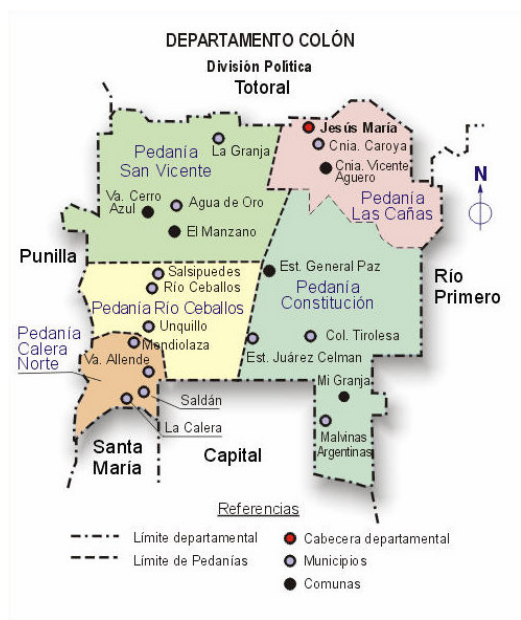 DEPARTAMENTO COLÓN
División Política
Totoral
Jesús María
Cnia. Caroya
Cnia. Vicente
Aguero
La Granja
Pedanía
San Vicente
Pedanía
Las Cañas
N
Va. Cerro
Azul
Agua de Oro
El Manzano
Punilla
Salsipuedes
Río Ceballos
Est. General Paz
Río
Primero
Pedanía Río Ceballos
Pedanía
Constitución
Unquillo
Mendiolaza
Pedanía
Calera
Norte
Va. Allende
Col. Tirolesa
Est. Juárez Celman
Mi Granja
Saldán
La Calera
Malvinas
Argentinas
Santa
María
Capital
Referencias
Límite departamental
Cabecera departamental
Límite de Pedanías
Municipios
Comunas